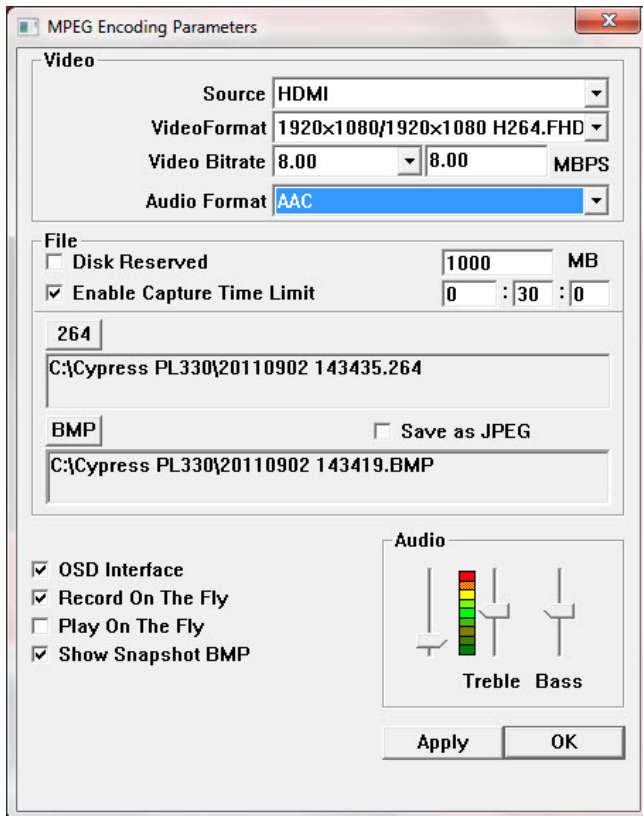 MPEG Encoding Parameters
Video
Source HDMI
VideoFormat 1920x1080/1920x1080 H264.FHD
Video Bitrate 8.00 8.00 MBPS
Audio Format AAC
File
Disk Reserved 1000 MB
Enable Capture Time Limit 0 : 30 : 0
264
C:\Cypress PL330\20110902 143435.264
BMP Save as JPEG
C:\Cypress PL330\20110902 143419.BMP
OSD Interface
Record On The Fly
Play On The Fly
Show Snapshot BMP
Audio
Treble Bass
Apply OK